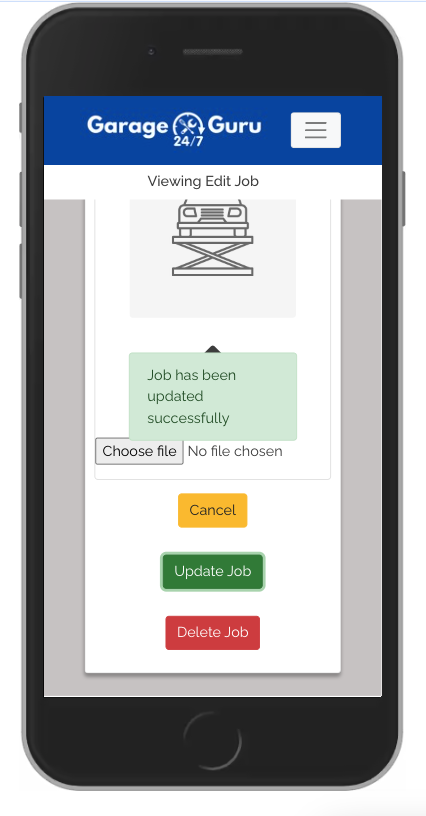 Garage Guru
24/7
Viewing Edit Job
Job has been
updated
successfully
Choose file No file chosen
Cancel
Update Job
Delete Job